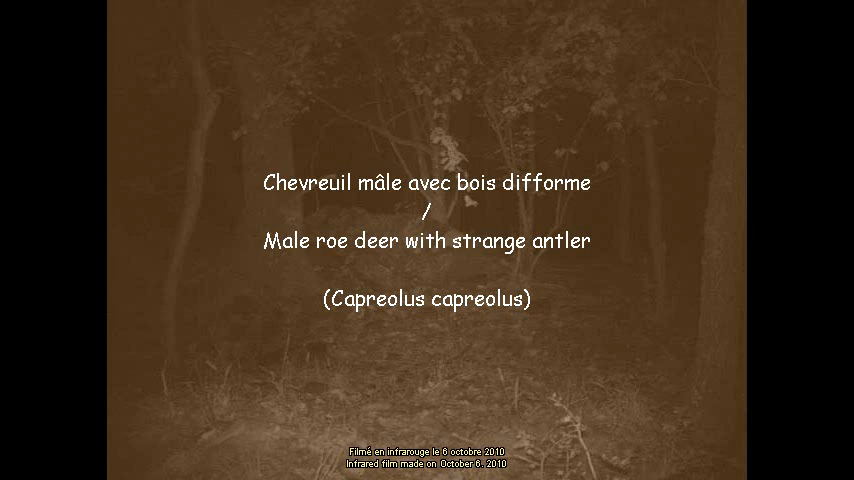 Chevreuil mâle avec bois difforme
/
Male roe deer with strange antler
(Capreolus capreolus)
Filmé en infrarouge le 6 octobre 2010
Infrared film made on October 6, 2010